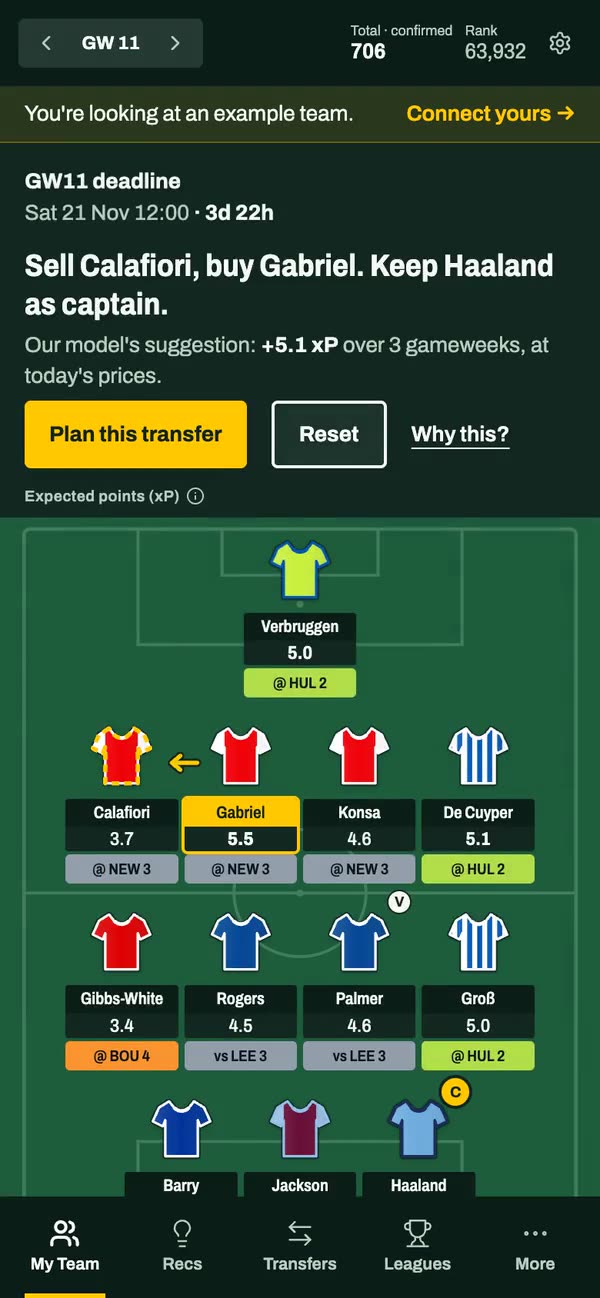 GW 11
Total · confirmed Rank
706 63,932
You're looking at an example team. Connect yours →
GW11 deadline
Sat 21 Nov 12:00 · 3d 22h
Sell Calafiori, buy Gabriel. Keep Haaland
as captain.
Our model's suggestion: +5.1 xP over 3 gameweeks, at
today's prices.
Plan this transfer Reset Why this?
Expected points (xP)
Verbruggen
5.0
@ HUL 2
Calafiori Gabriel Konsa De Cuyper
3.7 5.5 4.6 5.1
@ NEW 3 @ NEW 3 @ NEW 3 @ HUL 2
V
Gibbs-White Rogers Palmer Groß
3.4 4.5 4.6 5.0
@ BOU 4 vs LEE 3 vs LEE 3 @ HUL 2
C
Barry Jackson Haaland
My Team Recs Transfers Leagues More